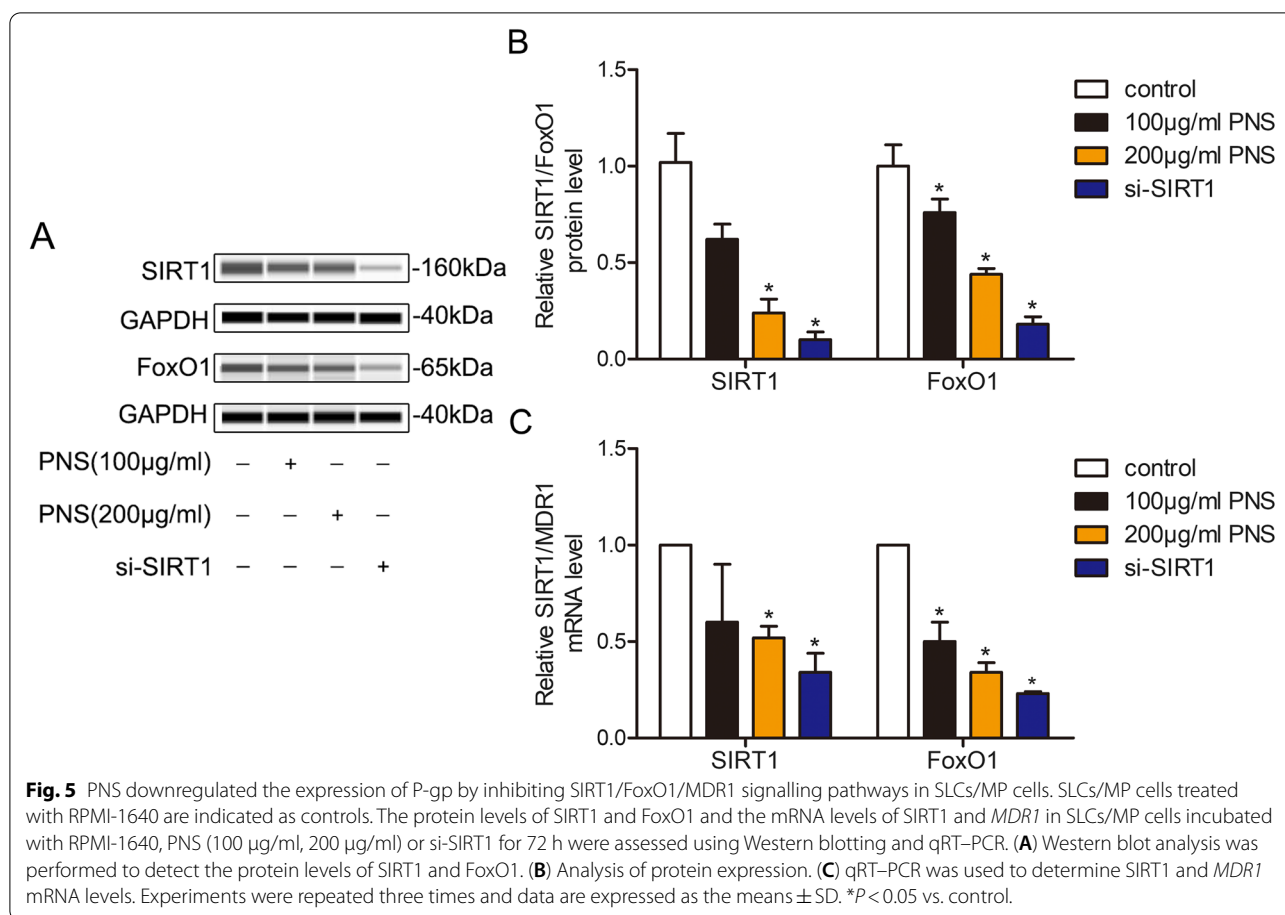 A
SIRT1 -160kDa
GAPDH -40kDa
FoxO1 -65kDa
GAPDH -40kDa
PNS(100μg/ml) – + – –
PNS(200μg/ml) – – + –
si-SIRT1 – – – +
B
Relative SIRT1/FoxO1
protein level
1.5
1.0
0.5
0.0
* * * * *
SIRT1 FoxO1
control
100μg/ml PNS
200μg/ml PNS
si-SIRT1
C
Relative SIRT1/MDR1
mRNA level
1.5
1.0
0.5
0.0
* * * * *
SIRT1 FoxO1
control
100μg/ml PNS
200μg/ml PNS
si-SIRT1
Fig. 5 PNS downregulated the expression of P-gp by inhibiting SIRT1/FoxO1/MDR1 signalling pathways in SLCs/MP cells. SLCs/MP cells treated
with RPMI-1640 are indicated as controls. The protein levels of SIRT1 and FoxO1 and the mRNA levels of SIRT1 and MDR1 in SLCs/MP cells incubated
with RPMI-1640, PNS (100 μg/ml, 200 μg/ml) or si-SIRT1 for 72 h were assessed using Western blotting and qRT–PCR. (A) Western blot analysis was
performed to detect the protein levels of SIRT1 and FoxO1. (B) Analysis of protein expression. (C) qRT–PCR was used to determine SIRT1 and MDR1
mRNA levels. Experiments were repeated three times and data are expressed as the means ± SD. *P < 0.05 vs. control.